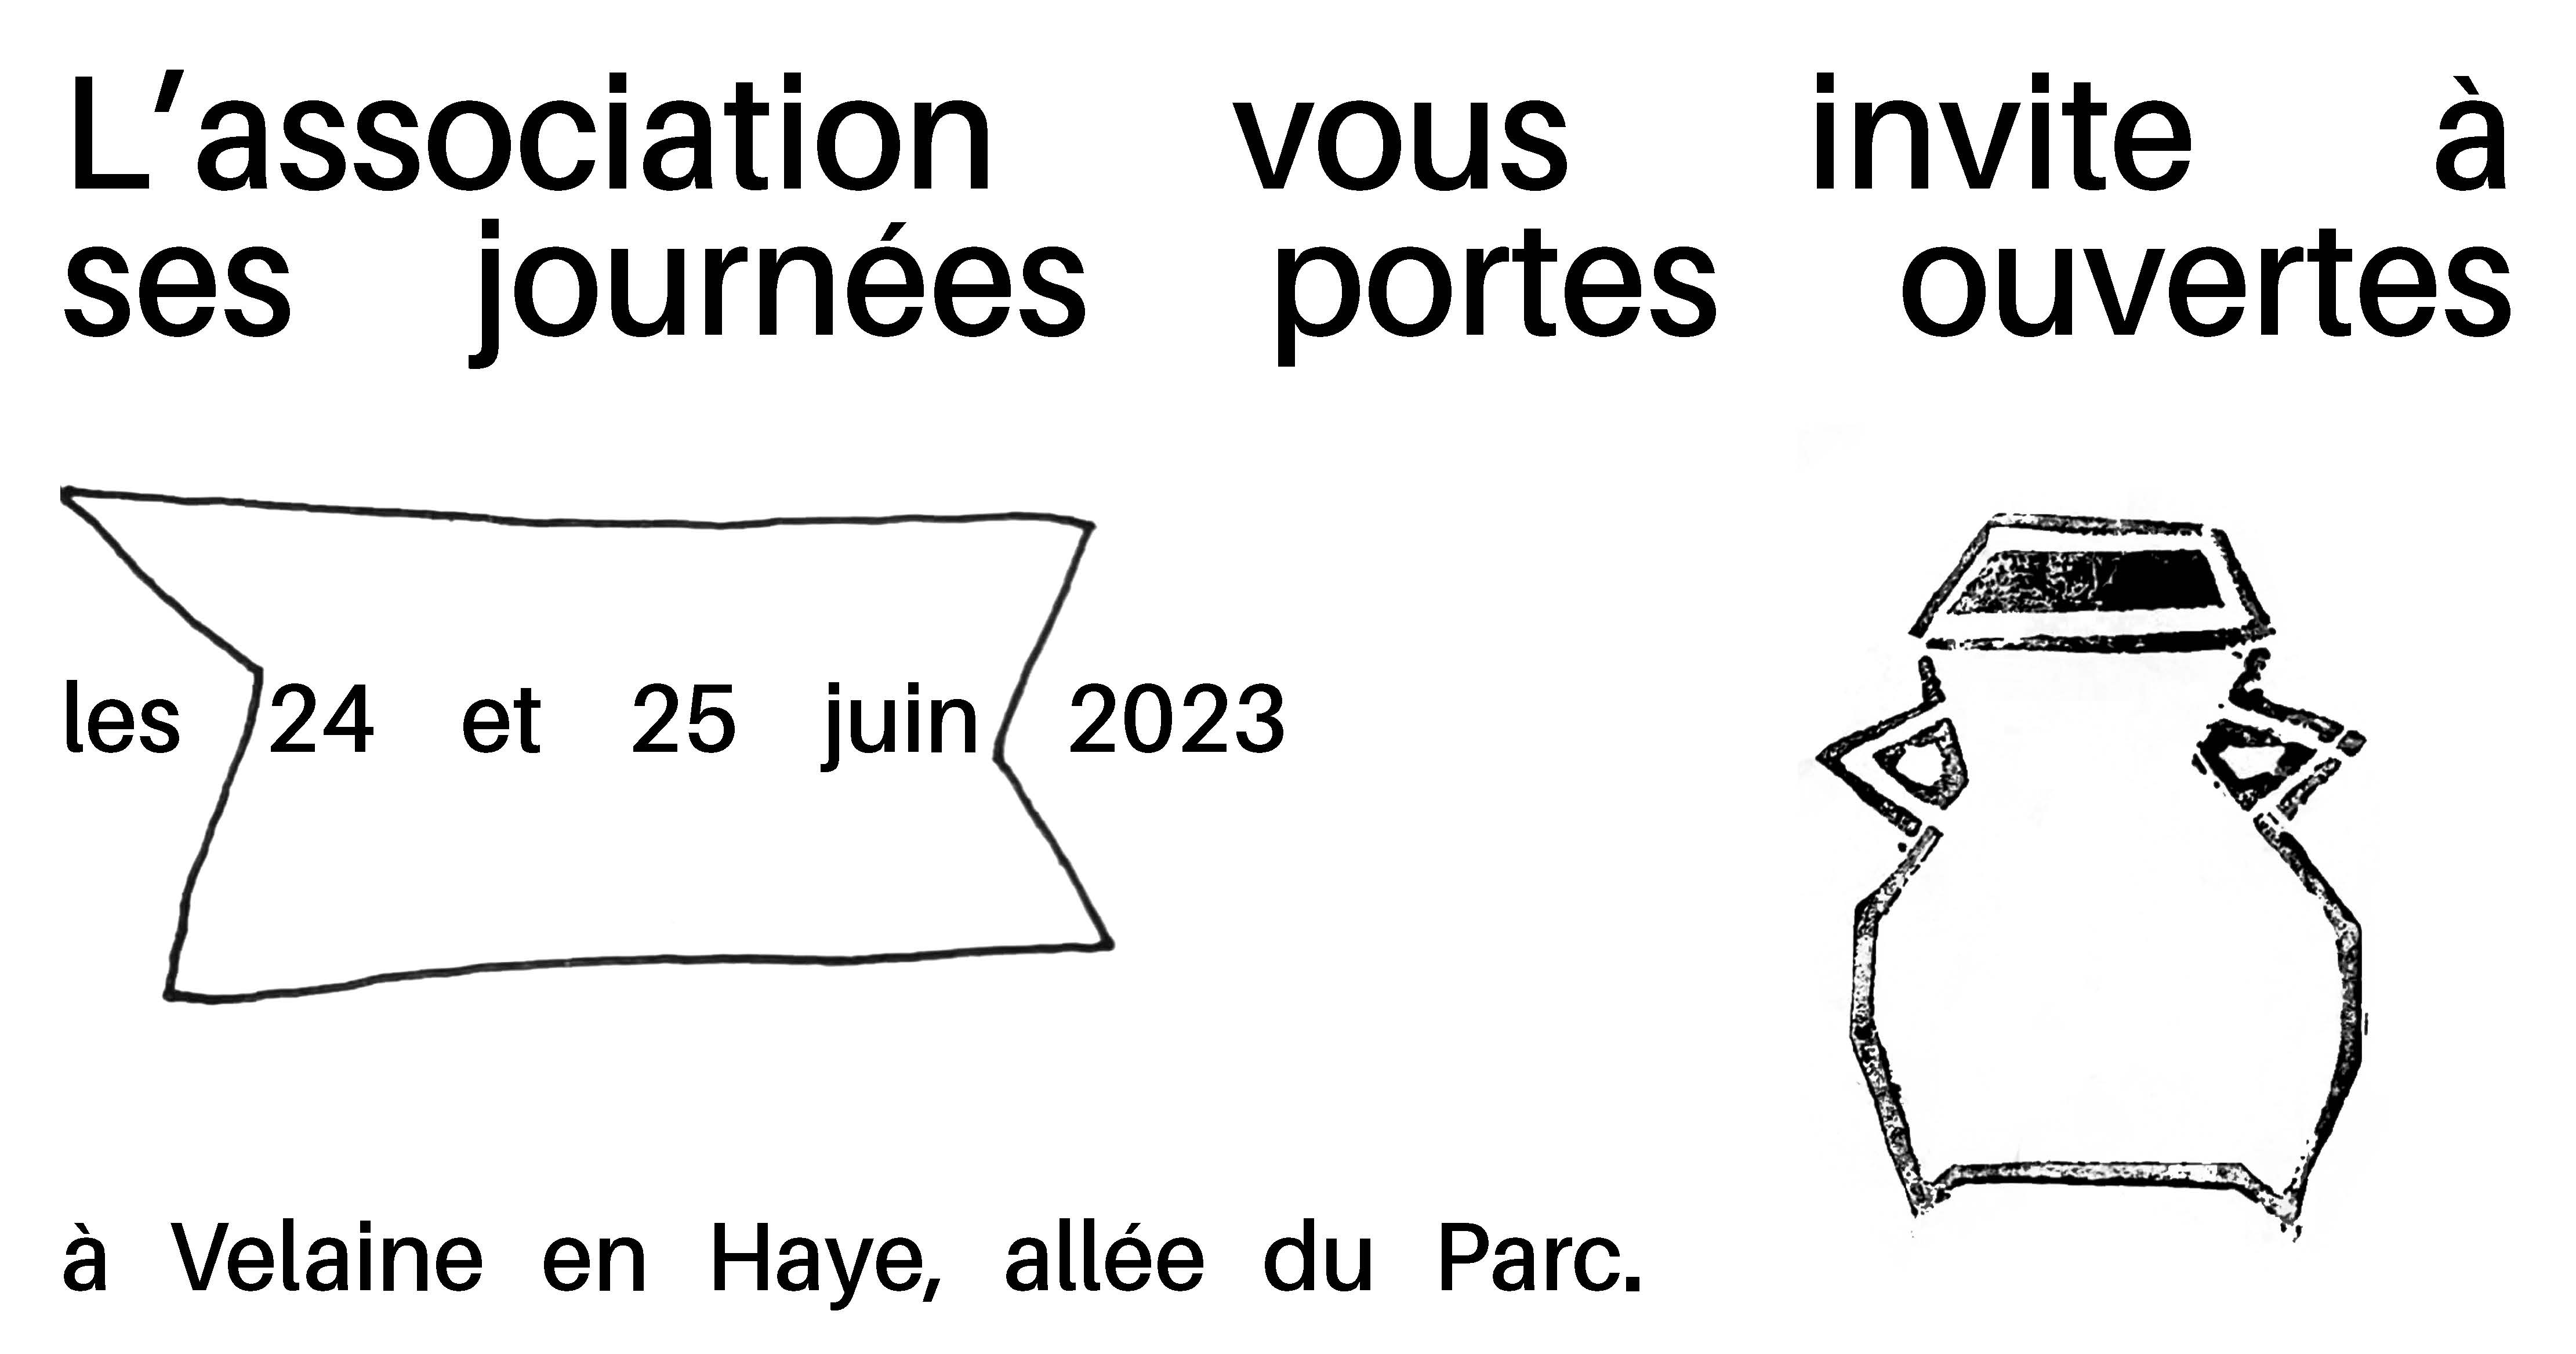 L’association vous invite à
ses journées portes ouvertes
les 24 et 25 juin 2023
à Velaine en Haye, allée du Parc.